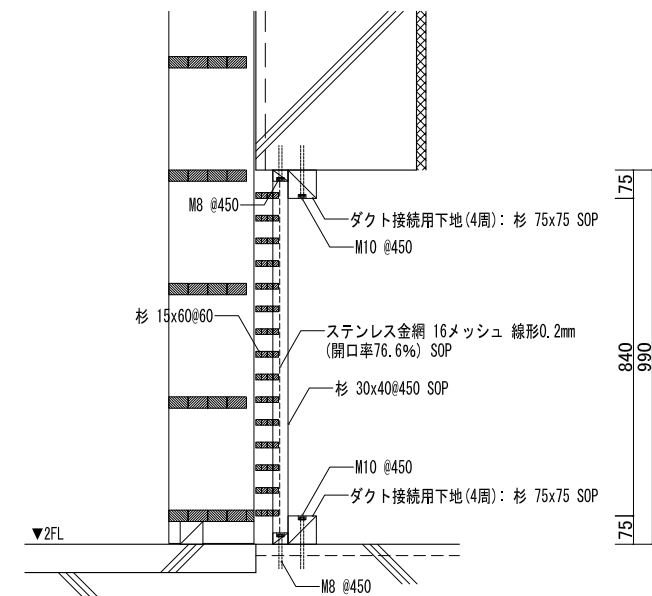 M8 @450
ダクト接続用下地(4周): 杉 75x75 SOP
M10 @450
杉 15x60@60
ステンレス金網 16メッシュ 線形0.2mm
(開口率76.6%) SOP
杉 30x40@450 SOP
M10 @450
ダクト接続用下地(4周): 杉 75x75 SOP
▼2FL
M8 @450
75
840
990
75